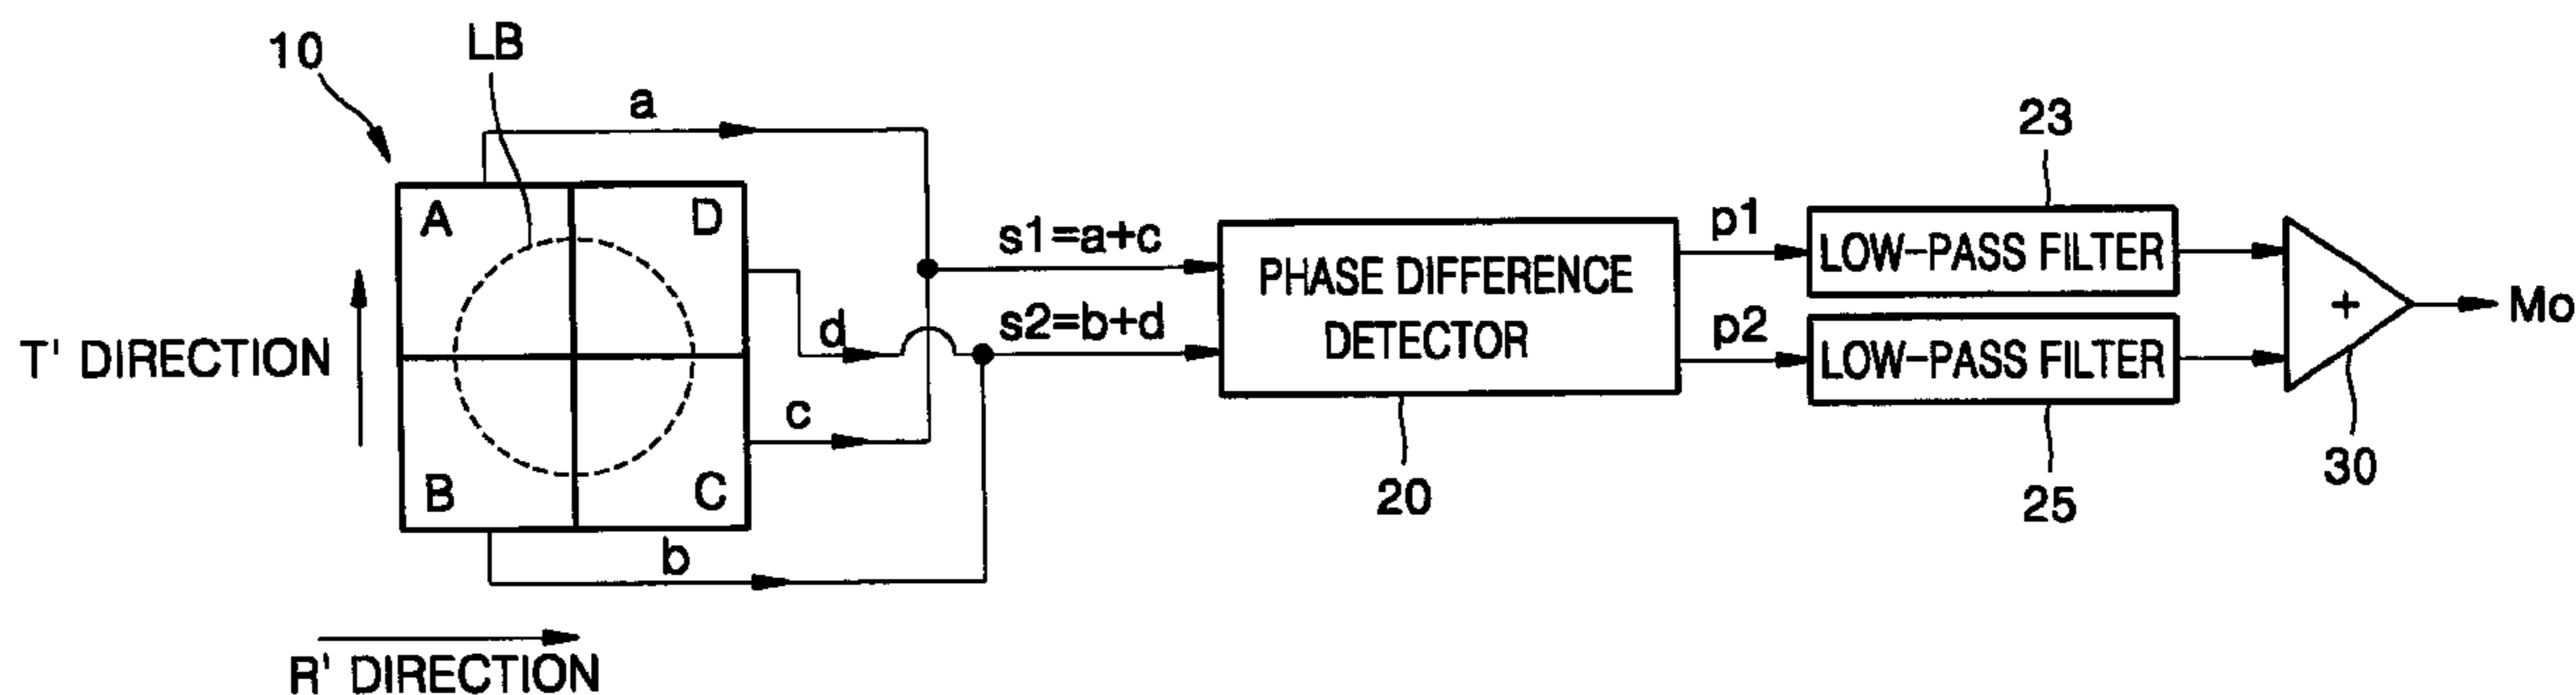 10
LB
a
A
D
T' DIRECTION
B
C
d
c
b
R' DIRECTION
s1=a+c
s2=b+d
PHASE DIFFERENCE
DETECTOR
20
p1
p2
23
LOW-PASS FILTER
LOW-PASS FILTER
25
+
30
Mo